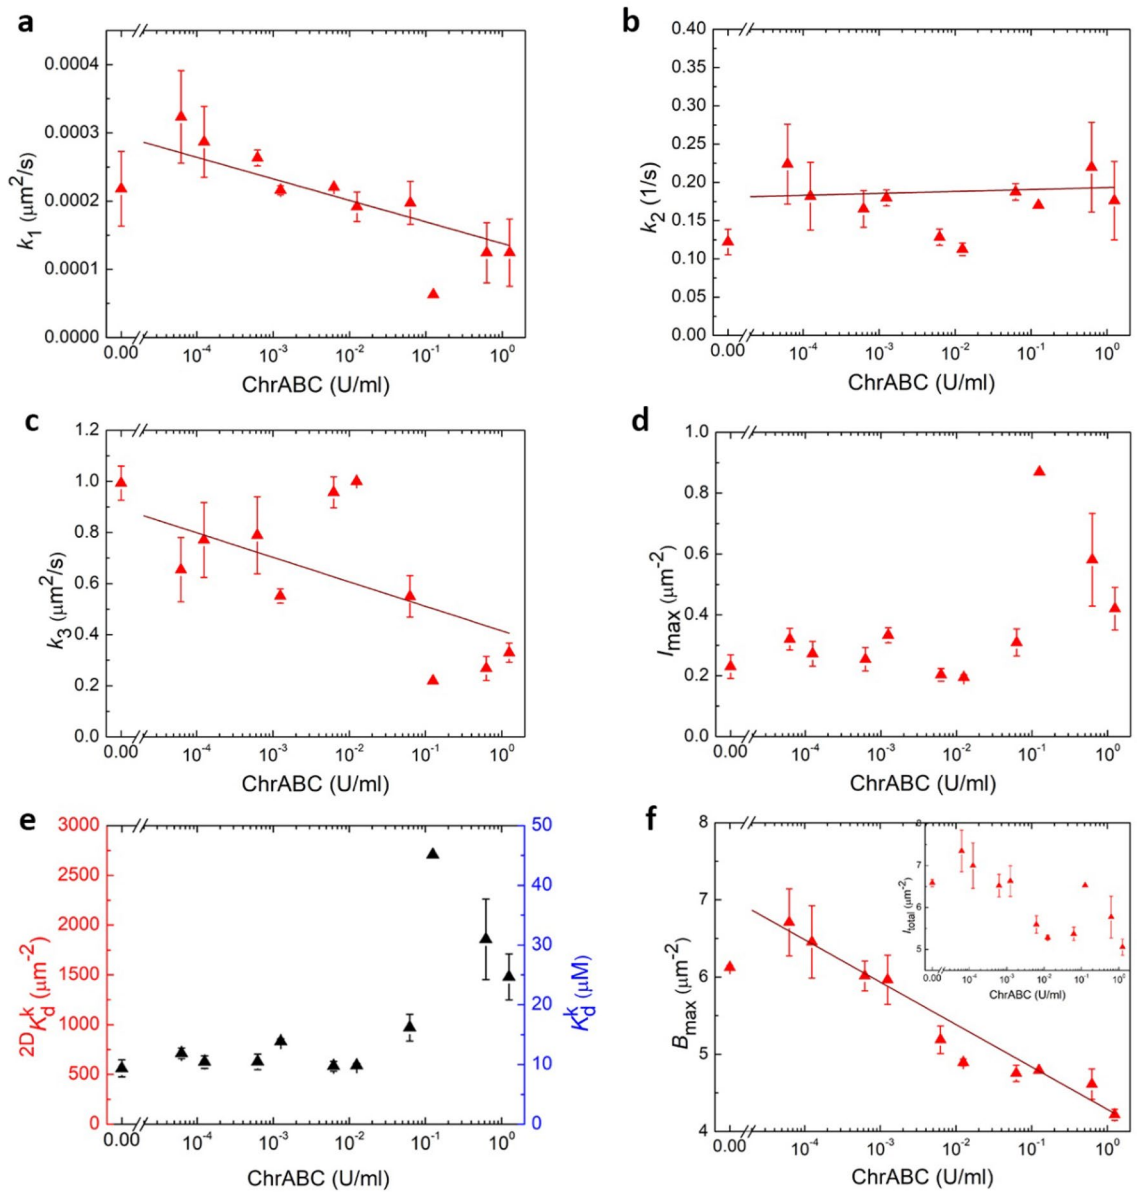 a
0.0004
0.0003
0.0002
0.0001
0.0000
k1 (μm2/s)
0.00 10-4 10-3 10-2 10-1 100
ChrABC (U/ml)
b
0.40
0.35
0.30
0.25
0.20
0.15
0.10
0.05
0.00
k2 (1/s)
0.00 10-4 10-3 10-2 10-1 100
ChrABC (U/ml)
c
1.2
1.0
0.8
0.6
0.4
0.2
0.0
k3 (μm2/s)
0.00 10-4 10-3 10-2 10-1 100
ChrABC (U/ml)
d
1.0
0.8
0.6
0.4
0.2
0.0
Imax (μm-2)
0.00 10-4 10-3 10-2 10-1 100
ChrABC (U/ml)
e
3000
2500
2000
1500
1000
500
0
2DKdk (μm-2)
50
40
30
20
10
0
Kdk (μM)
0.00 10-4 10-3 10-2 10-1 100
ChrABC (U/ml)
f
8
7
6
5
4
Bmax (μm-2)
0.00 10-4 10-3 10-2 10-1 100
ChrABC (U/ml)
8
7
6
5
Itotal (μm-2)
0.00 10-4 10-3 10-2 10-1 100
ChrABC (U/ml)